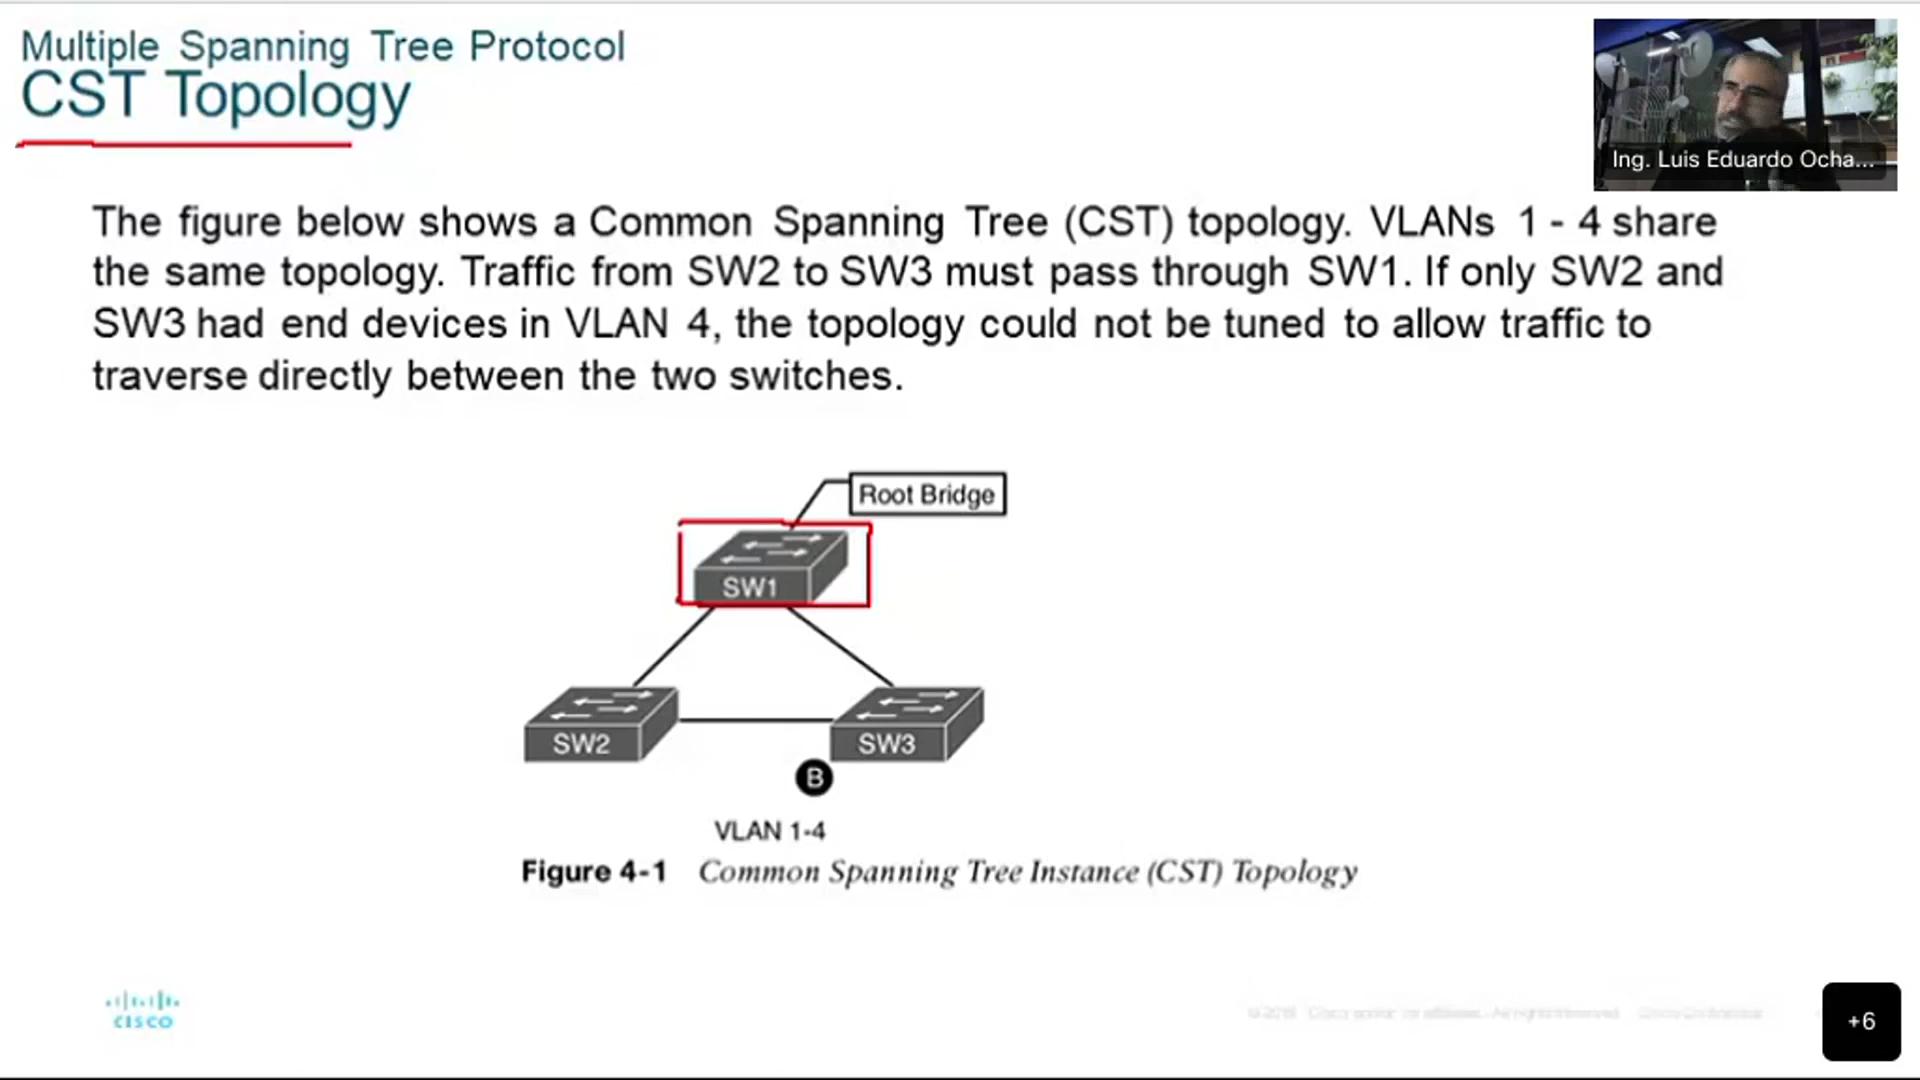 Multiple Spanning Tree Protocol
CST Topology
Ing. Luis Eduardo Ocha...
The figure below shows a Common Spanning Tree (CST) topology. VLANs 1 - 4 share
the same topology. Traffic from SW2 to SW3 must pass through SW1. If only SW2 and
SW3 had end devices in VLAN 4, the topology could not be tuned to allow traffic to
traverse directly between the two switches.
Root Bridge
SW1
SW2
SW3
B
VLAN 1-4
Figure 4-1 Common Spanning Tree Instance (CST) Topology
CISCO
+6